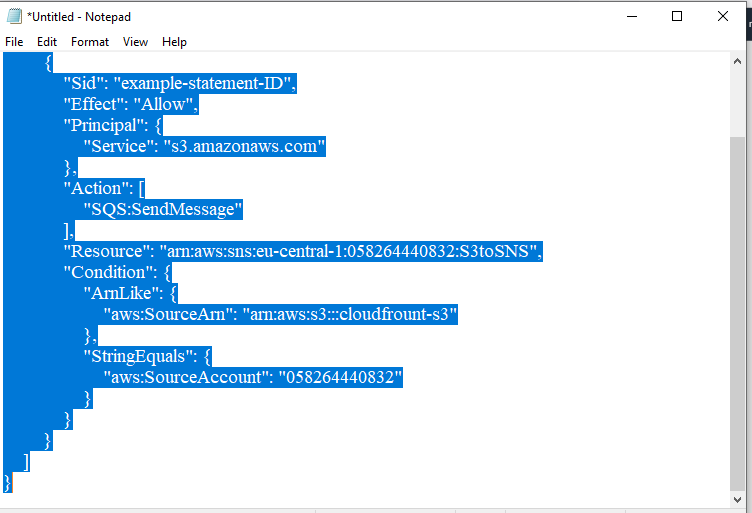 *Untitled - Notepad
File Edit Format View Help
{
"Sid": "example-statement-ID",
"Effect": "Allow",
"Principal": {
"Service": "s3.amazonaws.com"
},
"Action": [
"SQS:SendMessage"
],
"Resource": "arn:aws:sns:eu-central-1:058264440832:S3toSNS",
"Condition": {
"ArnLike": {
"aws:SourceArn": "arn:aws:s3:::cloudfrount-s3"
},
"StringEquals": {
"aws:SourceAccount": "058264440832"
}
}
}
]
}